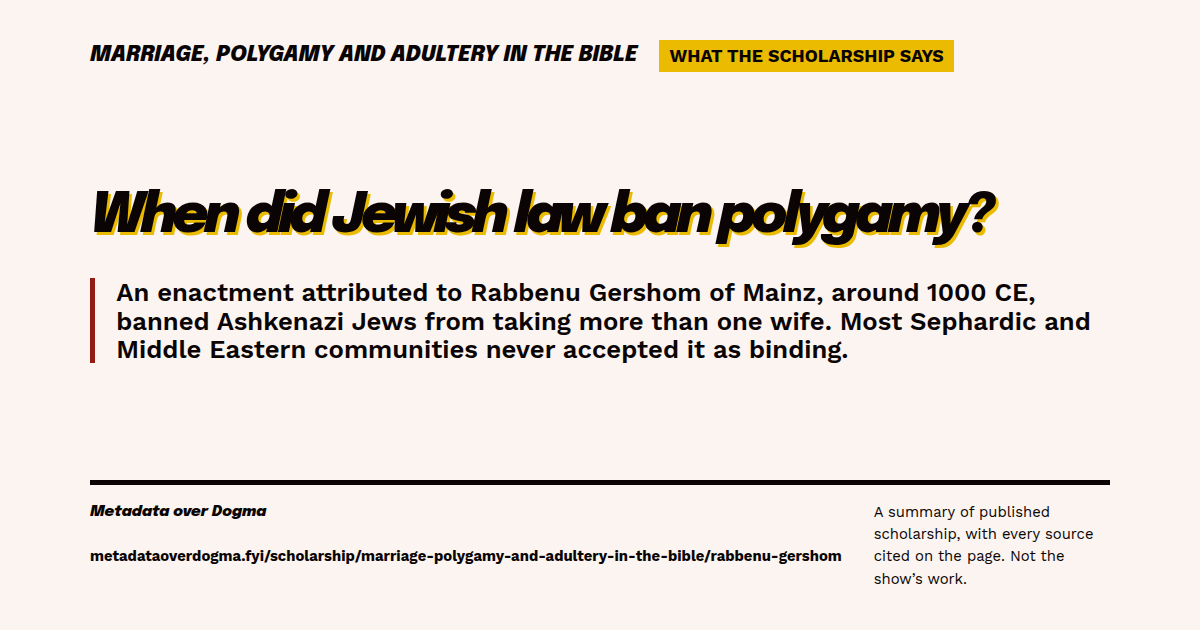 MARRIAGE, POLYGAMY AND ADULTERY IN THE BIBLE
WHAT THE SCHOLARSHIP SAYS
When did Jewish law ban polygamy?
An enactment attributed to Rabbenu Gershom of Mainz, around 1000 CE,
banned Ashkenazi Jews from taking more than one wife. Most Sephardic and
Middle Eastern communities never accepted it as binding.
Metadata over Dogma
metadataoverdogma.fyi/scholarship/marriage-polygamy-and-adultery-in-the-bible/rabbenu-gershom
A summary of published
scholarship, with every source
cited on the page. Not the
show’s work.